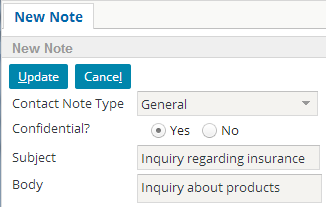 New Note
New Note
Update Cancel
Contact Note Type General
Confidential? Yes No
Subject Inquiry regarding insurance
Body Inquiry about products